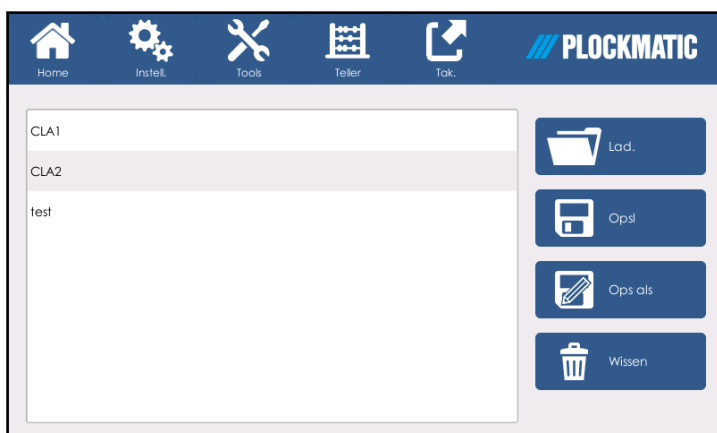 Home Instell. Tools Teller Tak. PLOCKMATIC
CLA1
CLA2
test
Lad.
Opsl
Ops als
Wissen